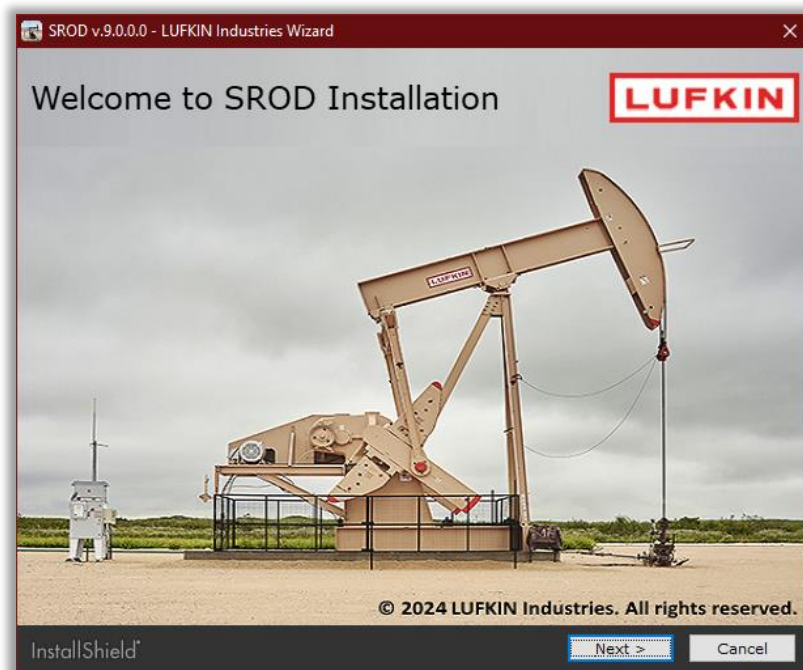 SROD v.9.0.0.0 - LUFKIN Industries Wizard
Welcome to SROD Installation
LUFKIN
LUFKIN
© 2024 LUFKIN Industries. All rights reserved.
InstallShield
Next >
Cancel